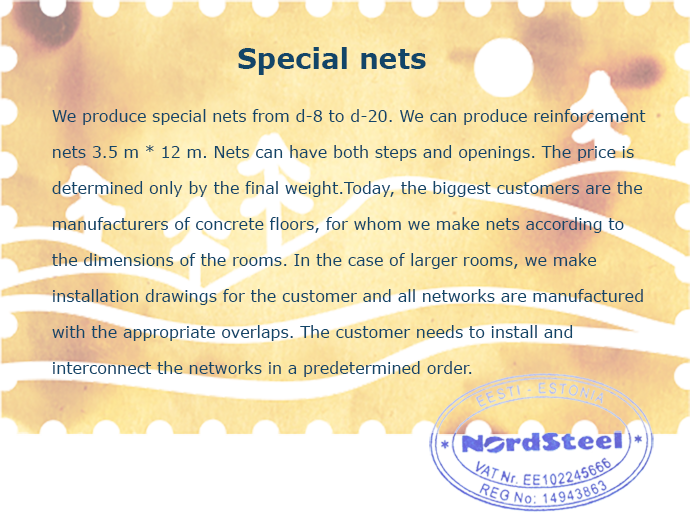 Special nets
We produce special nets from d-8 to d-20. We can produce reinforcement
nets 3.5 m * 12 m. Nets can have both steps and openings. The price is
determined only by the final weight.Today, the biggest customers are the
manufacturers of concrete floors, for whom we make nets according to
the dimensions of the rooms. In the case of larger rooms, we make
installation drawings for the customer and all networks are manufactured
with the appropriate overlaps. The customer needs to install and
interconnect the networks in a predetermined order.
EESTI - ESTONIA
* NordSteel *
VAT Nr. EE102245666
REG No: 14943863